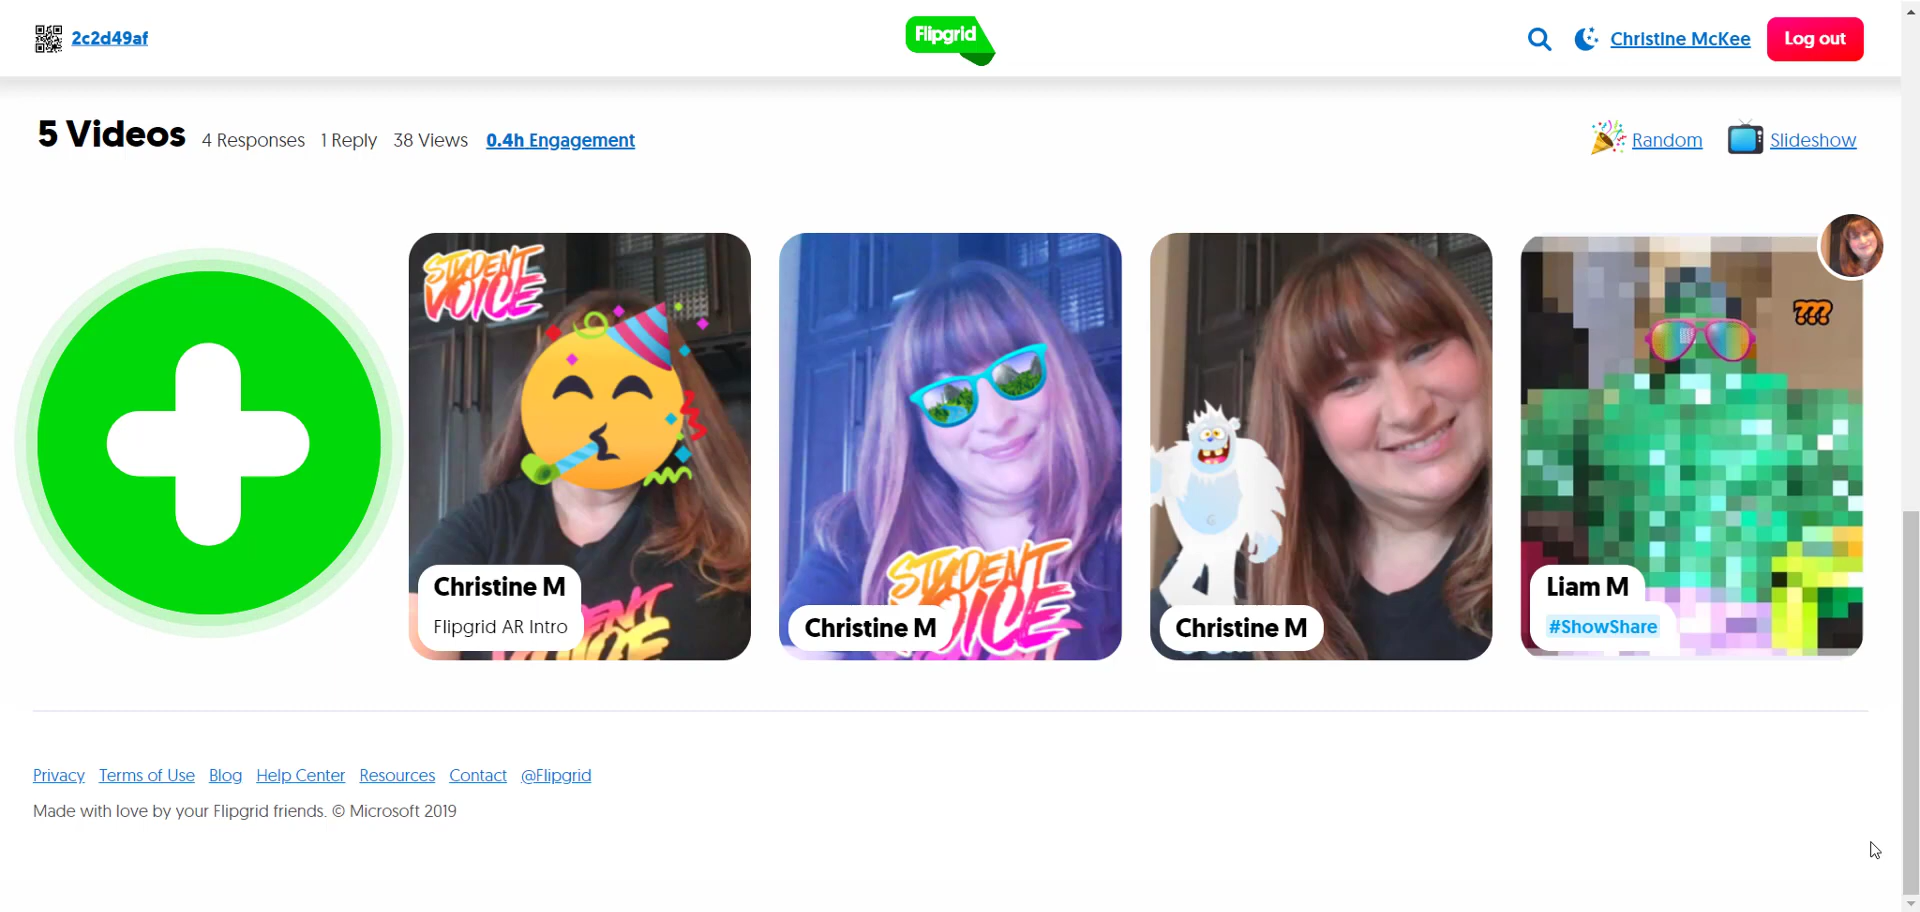 2c2d49af
Flipgrid
Christine McKee
Log out
5 Videos 4 Responses 1 Reply 38 Views 0.4h Engagement
Random Slideshow
STUDENT
VOICE
???
Christine M
Flipgrid AR Intro
STUDENT
VOICE
Christine M
Christine M
Liam M
#ShowShare
Privacy Terms of Use Blog Help Center Resources Contact @Flipgrid
Made with love by your Flipgrid friends. © Microsoft 2019